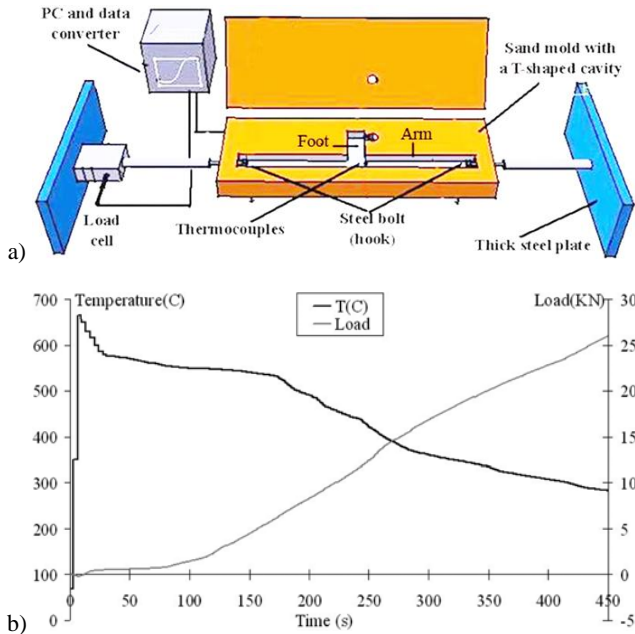 a)
PC and data
converter
Sand mold with
a T-shaped cavity
Foot
Arm
Load
cell
Thermocouples
Steel bolt
(hook)
Thick steel plate
b)
Temperature(C)
Load(KN)
T(C)
Load
700
600
500
400
300
200
100
0
30
25
20
15
10
5
0
-5
0 50 100 150 200 250 300 350 400 450
Time (s)